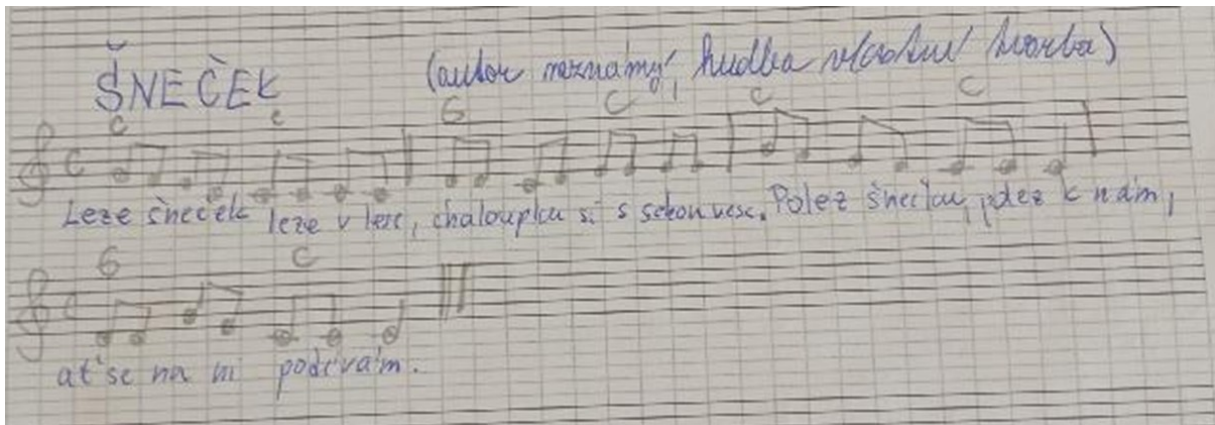 ŠNEČEK (autor neznámý, hudba vlastní tvorba)
C C G C C C
Leze šneček leze v lese, chaloupku si s sebou nese. Polez šnečku, polez k nám,
G C
ať se na ni podívám.